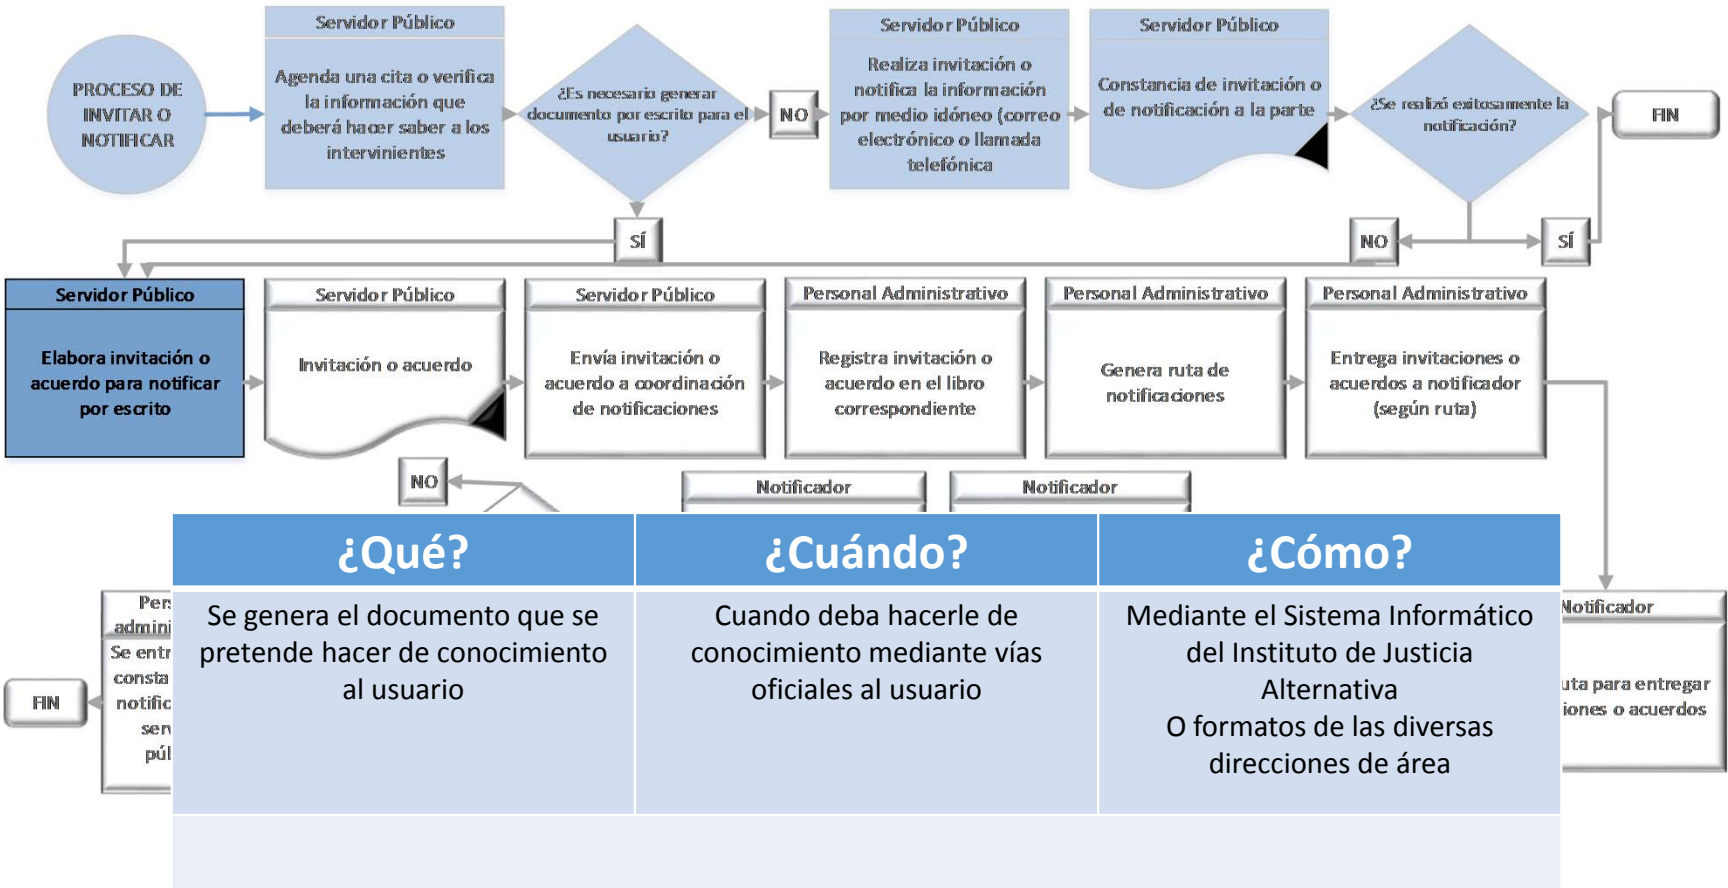 PROCESO DE
INVITAR O
NOTIFICAR
Servidor Público
Agenda una cita o verifica
la información que
deberá hacer saber a los
intervinientes
¿Es necesario generar
documento por escrito para el
usuario?
NO
Servidor Público
Realiza invitación o
notifica la información
por medio idóneo (correo
electrónico o llamada
telefónica
Servidor Público
Constancia de invitación o
de notificación a la parte
¿Se realizó exitosamente la
notificación?
FIN
SÍ
NO
SÍ
Servidor Público
Elabora invitación o
acuerdo para notificar
por escrito
Servidor Público
Invitación o acuerdo
Servidor Público
Envía invitación o
acuerdo a coordinación
de notificaciones
Personal Administrativo
Registra invitación o
acuerdo en el libro
correspondiente
Personal Administrativo
Genera ruta de
notificaciones
Personal Administrativo
Entrega invitaciones o
acuerdos a notificador
(según ruta)
NO
Notificador
Notificador
¿Qué?
¿Cuándo?
¿Cómo?
Se genera el documento que se
pretende hacer de conocimiento
al usuario
Cuando deba hacerle de
conocimiento mediante vías
oficiales al usuario
Mediante el Sistema Informático
del Instituto de Justicia
Alternativa
O formatos de las diversas
direcciones de área
FIN
Se
Notificador
para entregar
o acuerdos